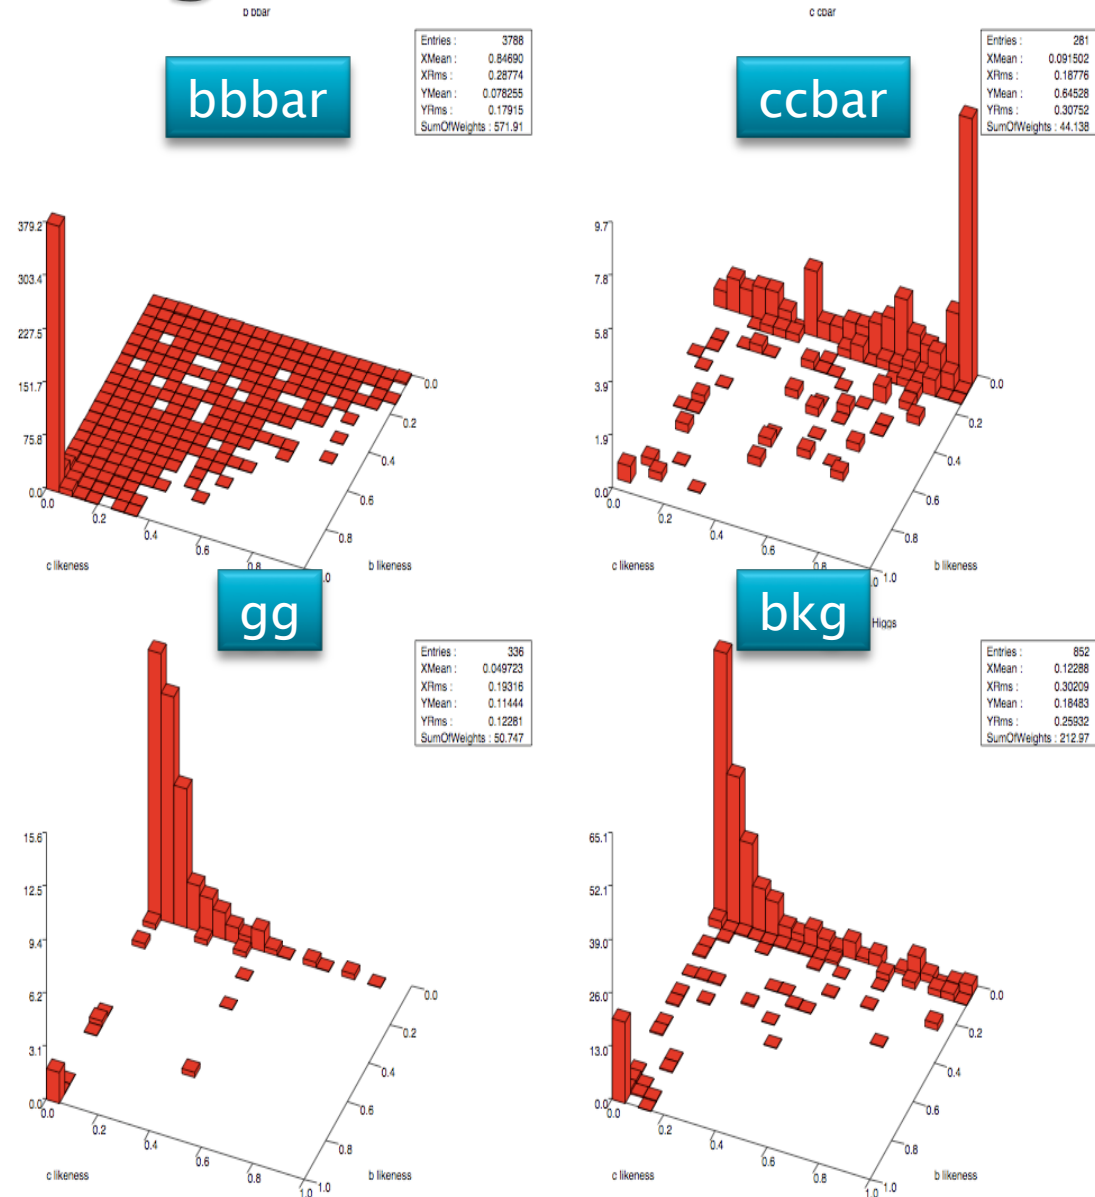 b bbar
bbbar
Entries : 3788
XMean : 0.84690
XRms : 0.28774
YMean : 0.078255
YRms : 0.17915
SumOfWeights : 571.91
379.2
303.4
227.5
151.7
75.8
0.0
0.0
0.2
0.4
0.6
0.8
.0
0.0
0.2
0.4
0.6
0.8
c likeness
b likeness
c cbar
ccbar
Entries : 281
XMean : 0.091502
XRms : 0.18776
YMean : 0.64528
YRms : 0.30752
SumOfWeights : 44.138
9.7
7.8
5.8
3.9
1.9
0.0
0.0
0.2
0.4
0.6
0.8
.0
0.0
0.2
0.4
0.6
0.8
1.0
c likeness
b likeness
gg
Entries : 336
XMean : 0.049723
XRms : 0.19316
YMean : 0.11444
YRms : 0.12281
SumOfWeights : 50.747
15.6
12.5
9.4
6.2
3.1
0.0
0.0
0.2
0.4
0.6
0.8
1.0
0.0
0.2
0.4
0.6
0.8
1.0
c likeness
b likeness
bkg
Higgs
Entries : 852
XMean : 0.12288
XRms : 0.30209
YMean : 0.18483
YRms : 0.25932
SumOfWeights : 212.97
65.1
52.1
39.0
26.0
13.0
0.0
0.0
0.2
0.4
0.6
0.8
1.0
0.0
0.2
0.4
0.6
0.8
1.0
c likeness
b likeness